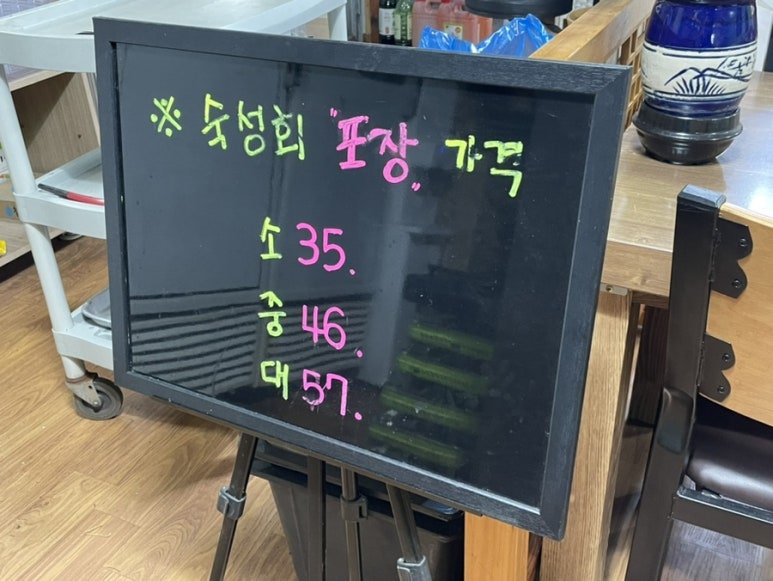 ※ 숙성회 "포장" 가격
소 35.
중 46.
대 57.